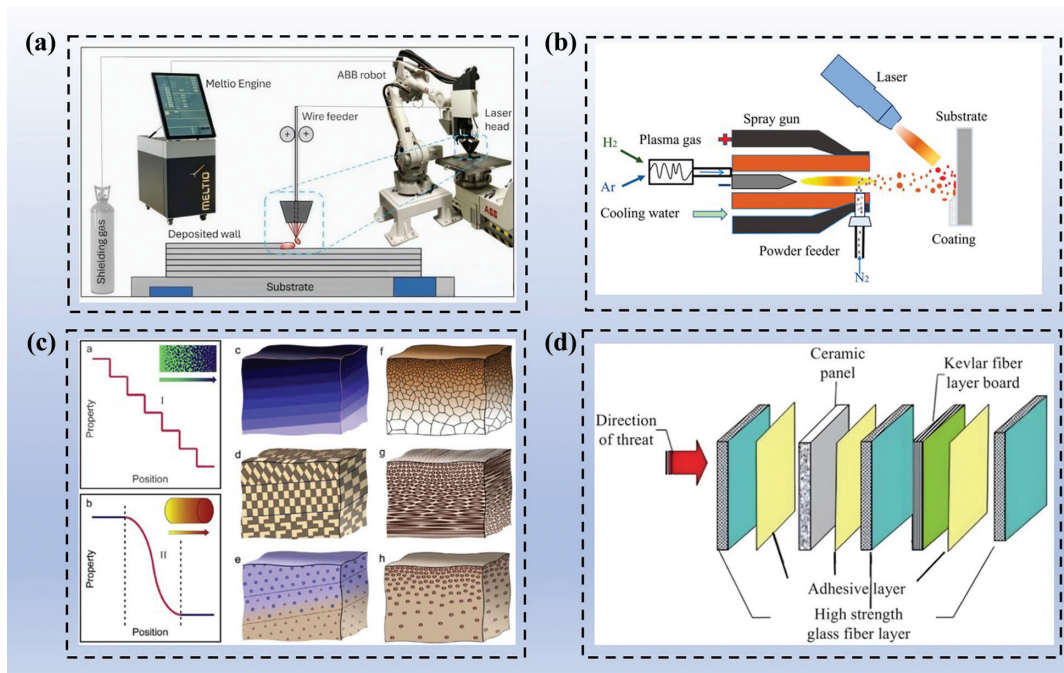 (a)
Meltio Engine
ABB robot
Wire feeder
Laser
head
MELTIO
ABB
Shielding gas
Deposited wall
Substrate
(b)
Laser
Spray gun
Substrate
H2
Plasma gas
Ar
Cooling water
Powder feeder
Coating
N2
(c)
a
Property
I
Position
b
Property
II
Position
c
d
e
f
g
h
(d)
Ceramic
panel
Kevlar fiber
layer board
Direction
of threat
Adhesive layer
High strength
glass fiber layer